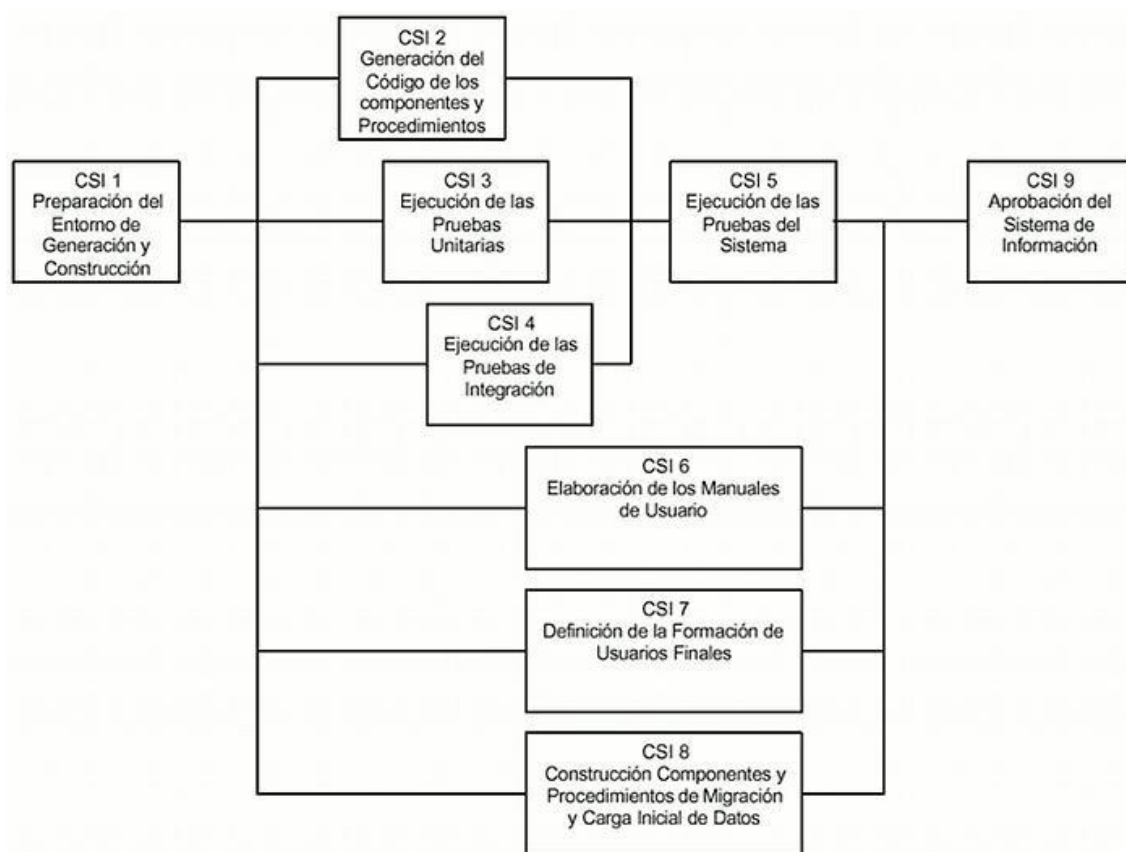 CSI 2
Generación del
Código de los
componentes y
Procedimientos
CSI 1
Preparación del
Entorno de
Generación y
Construcción
CSI 3
Ejecución de las
Pruebas
Unitarias
CSI 5
Ejecución de las
Pruebas del
Sistema
CSI 9
Aprobación del
Sistema de
Información
CSI 4
Ejecución de las
Pruebas de
Integración
CSI 6
Elaboración de los Manuales
de Usuario
CSI 7
Definición de la Formación de
Usuarios Finales
CSI 8
Construcción Componentes y
Procedimientos de Migración
y Carga Inicial de Datos